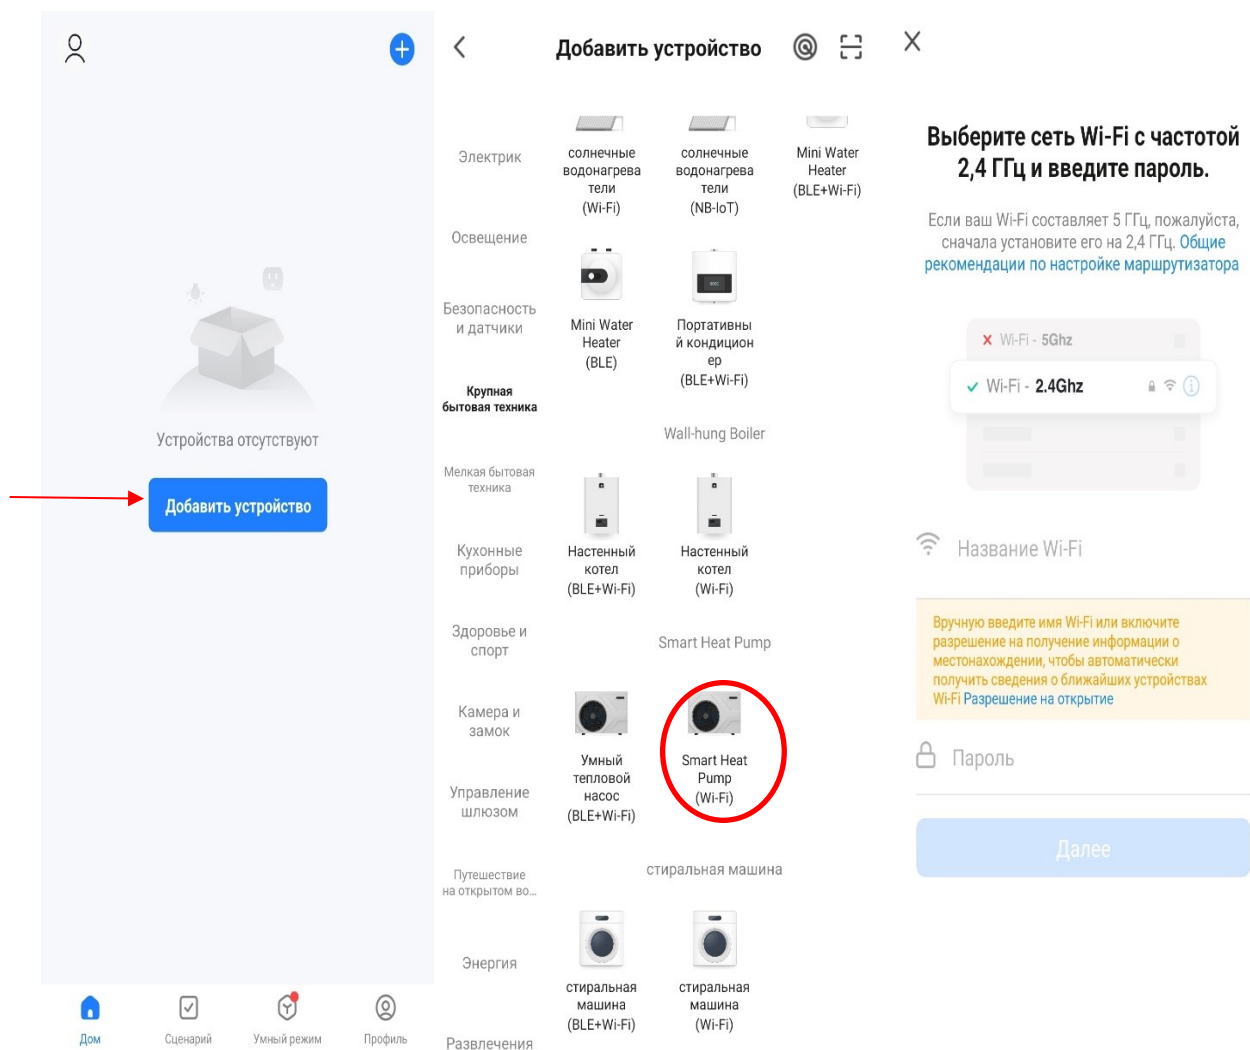 Устройства отсутствуют
Добавить устройство
Дом
Сценарий
Умный режим
Профиль
Добавить устройство
Электрик
Освещение
Безопасность
и датчики
Крупная
бытовая техника
Мелкая бытовая
техника
Кухонные
приборы
Здоровье и
спорт
Камера и
замок
Управление
шлюзом
Путешествие
на открытом во...
Энергия
Развлечения
солнечные
водонагрева
тели
(Wi-Fi)
солнечные
водонагрева
тели
(NB-IoT)
Mini Water
Heater
(BLE+Wi-Fi)
Mini Water
Heater
(BLE)
Портативны
й кондицион
ер
(BLE+Wi-Fi)
Wall-hung Boiler
Настенный
котел
(BLE+Wi-Fi)
Настенный
котел
(Wi-Fi)
Smart Heat Pump
Умный
тепловой
насос
(BLE+Wi-Fi)
Smart Heat
Pump
(Wi-Fi)
стиральная машина
стиральная
машина
(BLE+Wi-Fi)
стиральная
машина
(Wi-Fi)
Выберите сеть Wi-Fi с частотой
2,4 ГГц и введите пароль.
Если ваш Wi-Fi составляет 5 ГГц, пожалуйста,
сначала установите его на 2,4 ГГц. Общие
рекомендации по настройке маршрутизатора
Wi-Fi - 5Ghz
Wi-Fi - 2.4Ghz
Название Wi-Fi
Вручную введите имя Wi-Fi или включите
разрешение на получение информации о
местонахождении, чтобы автоматически
получить сведения о ближайших устройствах
Wi-Fi Разрешение на открытие
Пароль
Далее